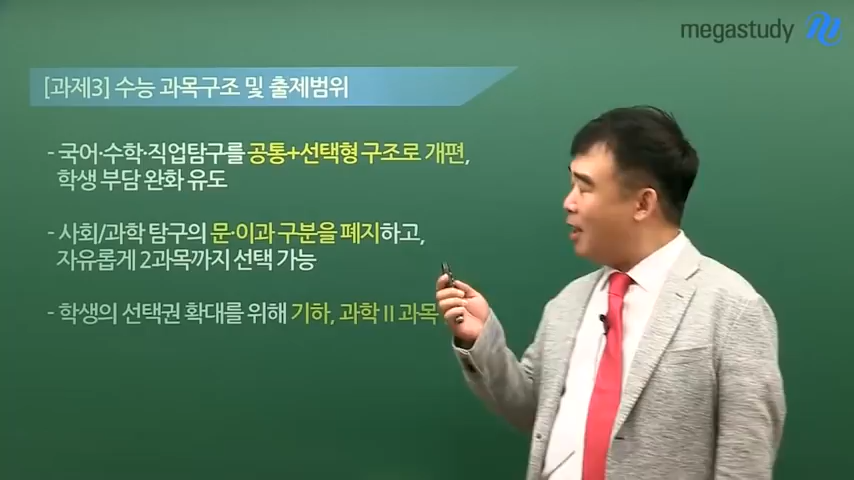 megastudy
[과제3] 수능 과목구조 및 출제범위
- 국어·수학·직업탐구를 공통+선택형 구조로 개편,
학생 부담 완화 유도
- 사회/과학 탐구의 문·이과 구분을 폐지하고,
자유롭게 2과목까지 선택 가능
- 학생의 선택권 확대를 위해 기하, 과학 II 과목